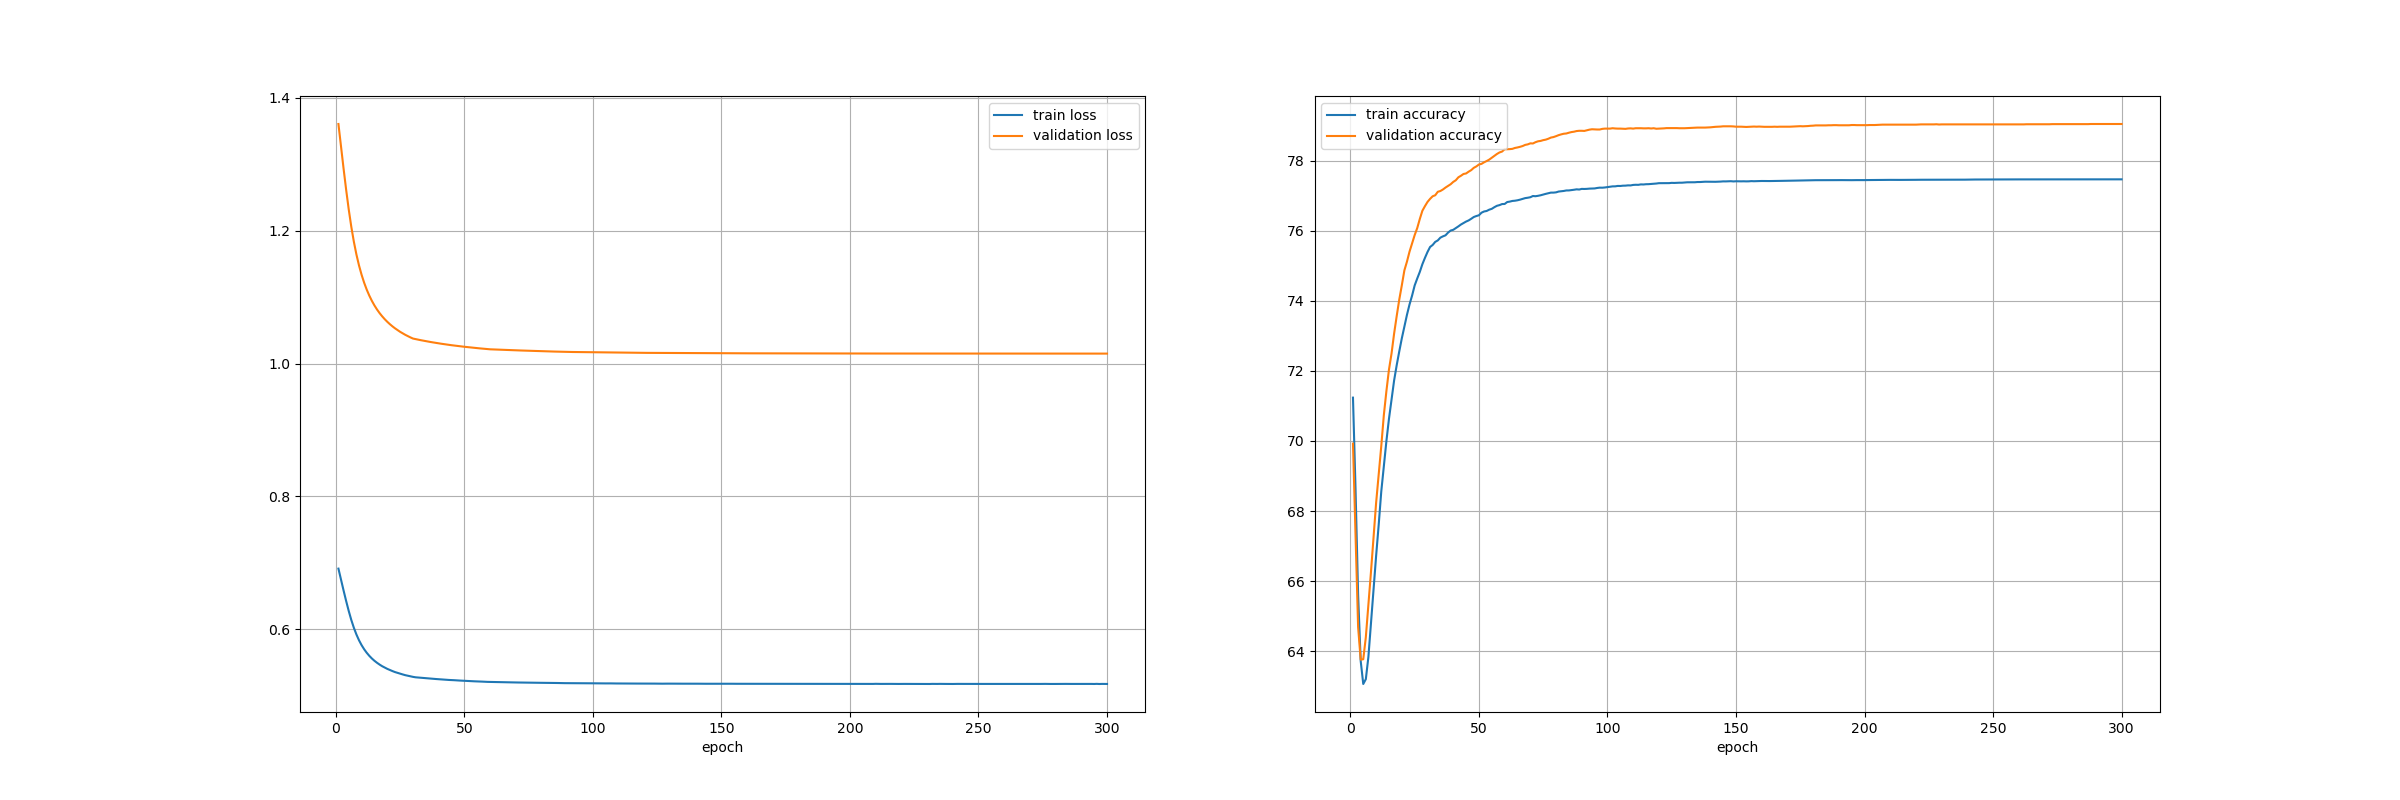 1.4
1.2
1.0
0.8
0.6
0 50 100 150 200 250 300
epoch
train loss
validation loss
78
76
74
72
70
68
66
64
0 50 100 150 200 250 300
epoch
train accuracy
validation accuracy